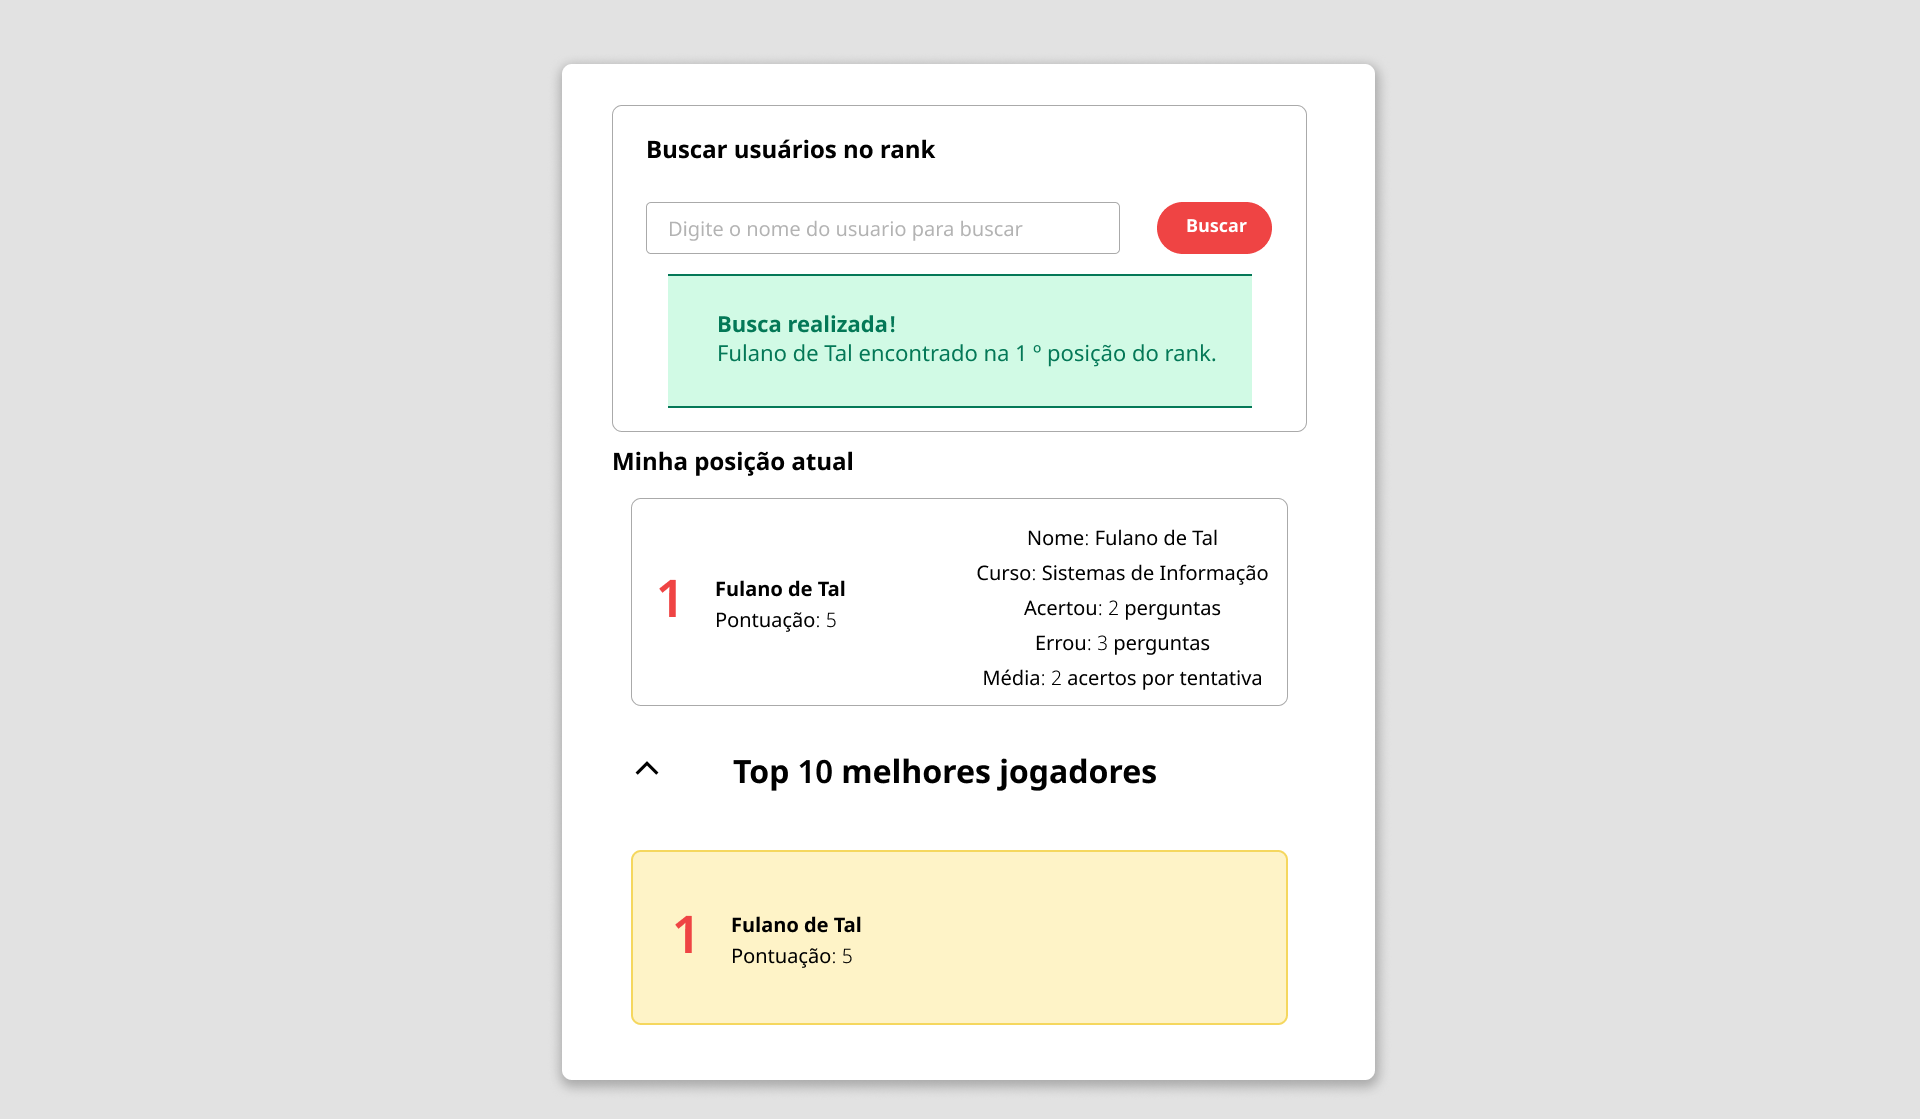 Buscar usuários no rank
Digite o nome do usuario para buscar
Buscar
Busca realizada!
Fulano de Tal encontrado na 1 º posição do rank.
Minha posição atual
1
Fulano de Tal
Pontuação: 5
Nome: Fulano de Tal
Curso: Sistemas de Informação
Acertou: 2 perguntas
Errou: 3 perguntas
Média: 2 acertos por tentativa
Top 10 melhores jogadores
1
Fulano de Tal
Pontuação: 5